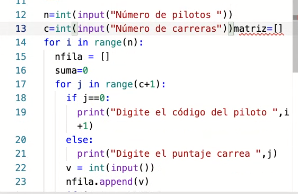 12 n=int(input("Número de pilotos "))
13 c=int(input("Número de carreras"))matriz=[]
14 for i in range(n):
15 nfila = []
16 suma=0
17 for j in range(c+1):
18 if j==0:
19 print("Digite el código del piloto ",i
+1)
20 else:
21 print("Digite el puntaje carrea ",j)
22 v = int(input())
23 nfila.append(v)